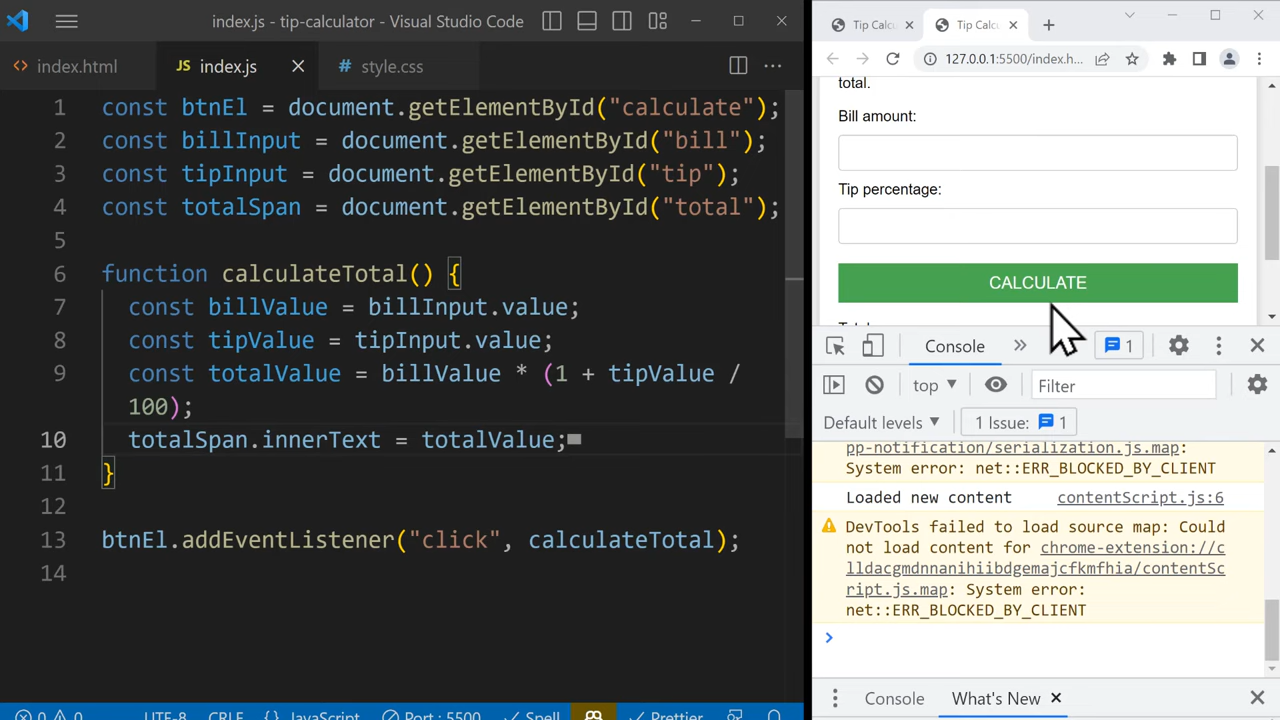 index.js - tip-calculator - Visual Studio Code
index.html
JS index.js
# style.css
1 const btnEl = document.getElementById("calculate");
2 const billInput = document.getElementById("bill");
3 const tipInput = document.getElementById("tip");
4 const totalSpan = document.getElementById("total");
5
6 function calculateTotal() {
7 const billValue = billInput.value;
8 const tipValue = tipInput.value;
9 const totalValue = billValue * (1 + tipValue /
100);
10 totalSpan.innerText = totalValue;
11 }
12
13 btnEl.addEventListener("click", calculateTotal);
14
0 0 UTF-8 CRLF {} JavaScript Port : 5500 Spell Prettier
Tip Calc
Tip Calc
127.0.0.1:5500/index.h...
total.
Bill amount:
Tip percentage:
CALCULATE
Console
1
top
Filter
Default levels
1 Issue: 1
pp-notification/serialization.js.map:
System error: net::ERR_BLOCKED_BY_CLIENT
Loaded new content contentScript.js:6
DevTools failed to load source map: Could
not load content for chrome-extension://c
lldacgmdnnanihiibdgemajcfkmfhia/contentSc
ript.js.map: System error:
net::ERR_BLOCKED_BY_CLIENT
Console
What's New